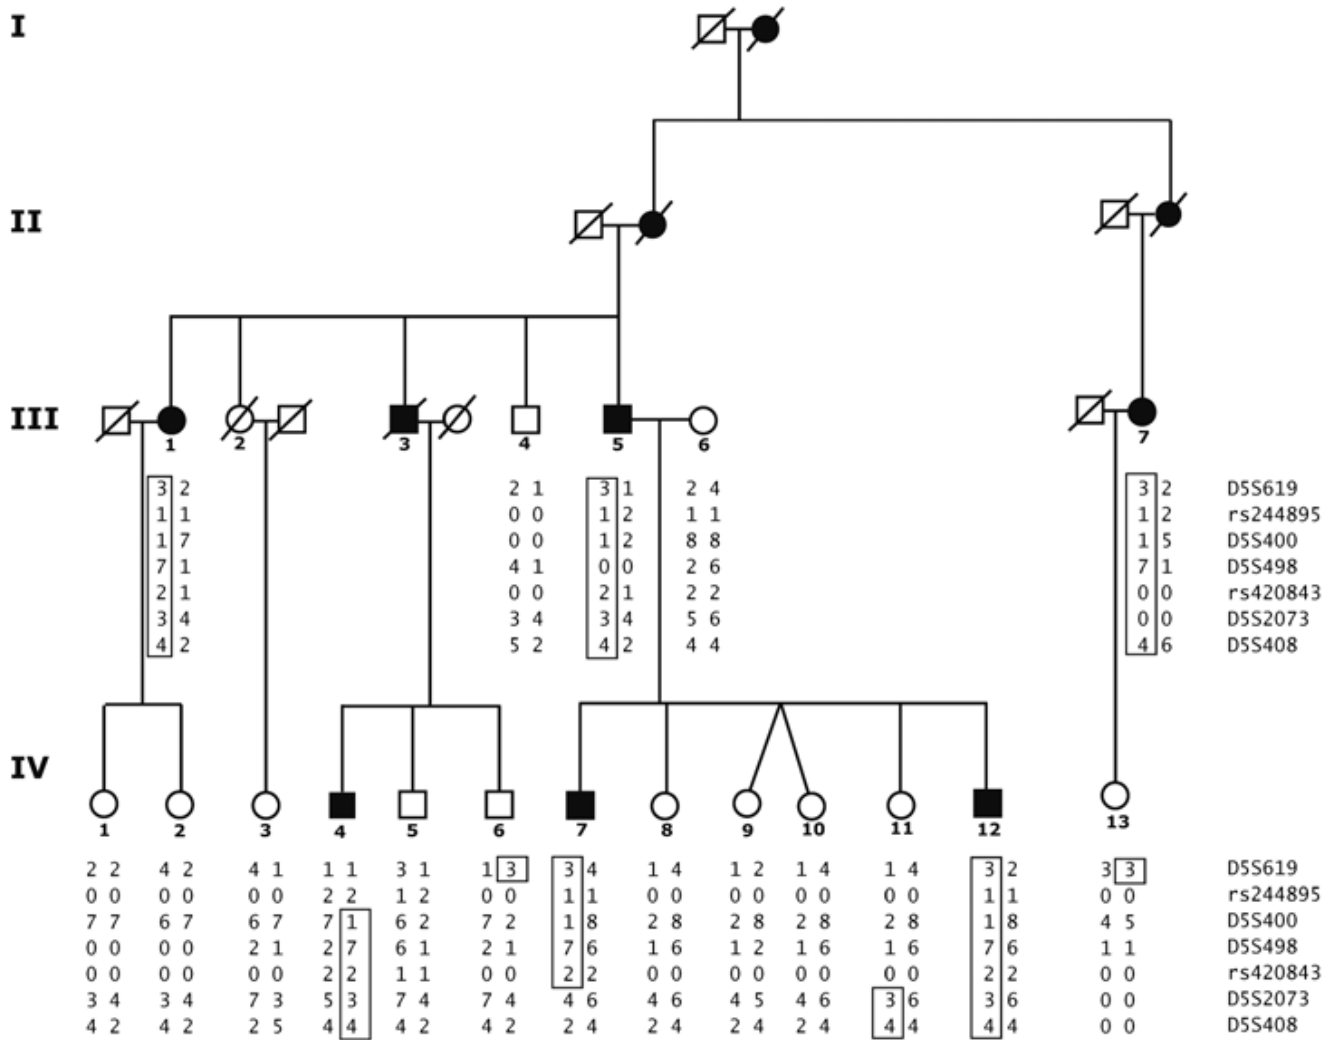 I
II
III
1 2 3 4 5 6 7
3 2 2 1 3 1 2 4 3 2 D5S619
1 1 0 0 1 2 1 1 1 2 rs244895
1 7 0 0 1 2 8 8 1 5 D5S400
7 1 4 1 0 0 2 6 7 1 D5S498
2 1 0 0 2 1 2 2 0 0 rs420843
3 4 3 4 3 4 5 6 0 0 D5S2073
4 2 5 2 4 2 4 4 4 6 D5S408
IV
1 2 3 4 5 6 7 8 9 10 11 12 13
2 2 4 2 4 1 1 1 3 1 1 3 3 4 1 4 1 2 1 4 1 4 3 2 3 3 D5S619
0 0 0 0 0 0 2 2 1 2 0 0 1 1 0 0 0 0 0 0 0 0 1 1 0 0 rs244895
7 7 6 7 6 7 7 1 6 2 7 2 1 8 2 8 2 8 2 8 2 8 1 8 4 5 D5S400
0 0 0 0 2 1 2 7 6 1 2 1 7 6 1 6 1 2 1 6 1 6 7 6 1 1 D5S498
0 0 0 0 0 0 2 2 1 1 0 0 2 2 0 0 0 0 0 0 0 0 2 2 0 0 rs420843
3 4 3 4 7 3 5 3 7 4 7 4 4 6 4 6 4 5 4 6 3 6 3 6 0 0 D5S2073
4 2 4 2 2 5 4 4 4 2 4 2 2 4 2 4 2 4 2 4 4 4 4 4 0 0 D5S408